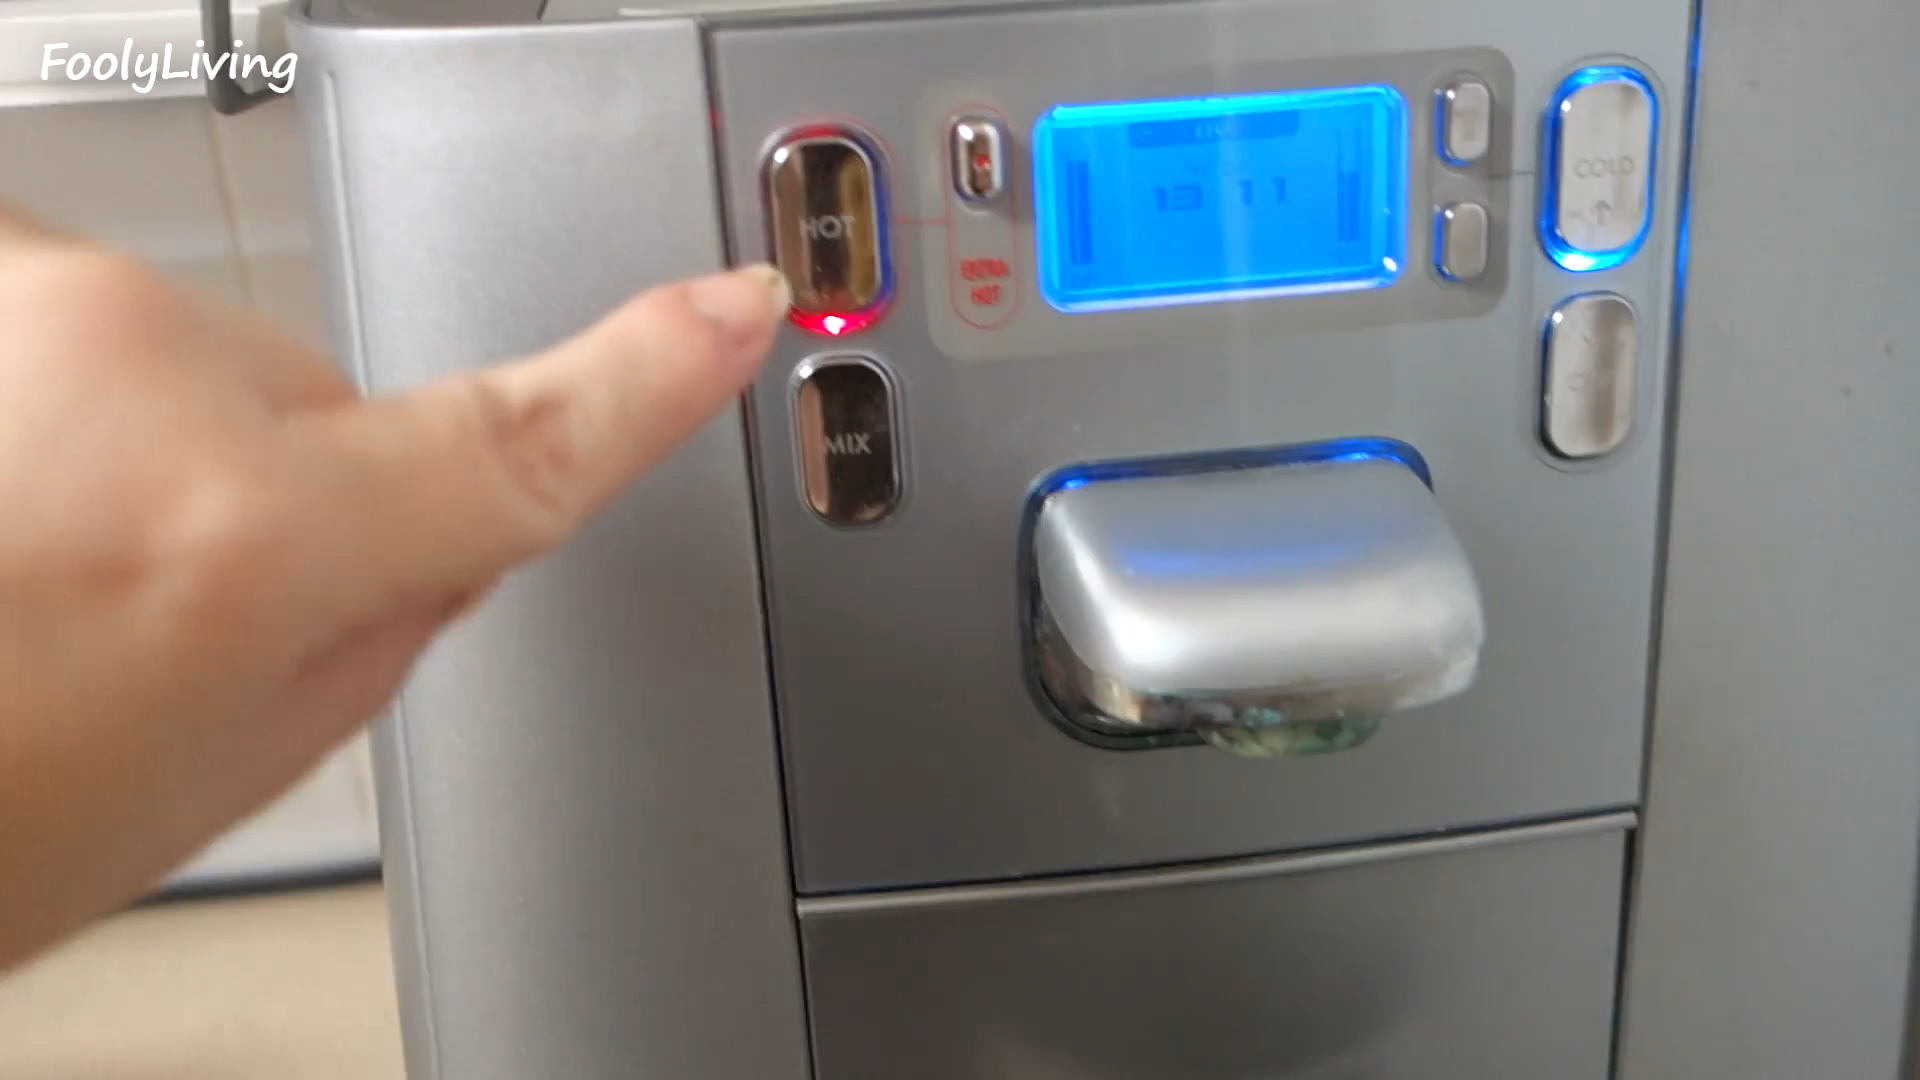 FoolyLiving
HOT
EXTRA
HOT
13 11
COLD
MIX